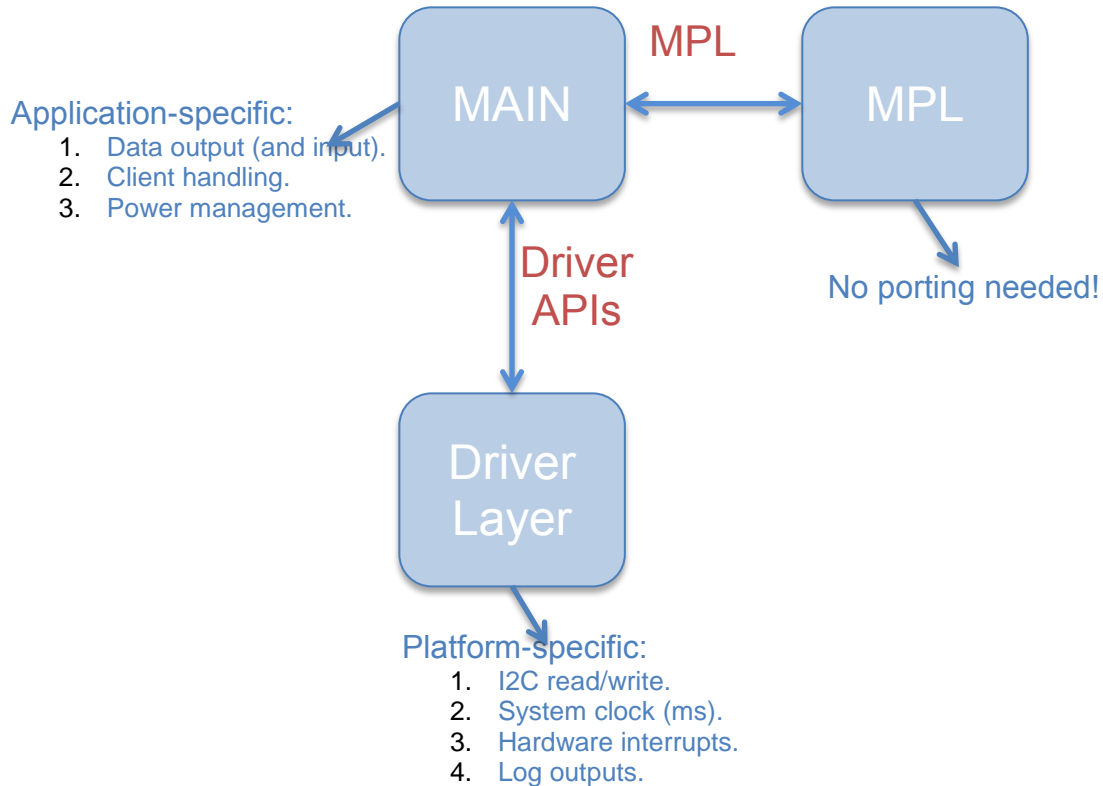 MAIN
MPL
MPL
Application-specific:
1. Data output (and input).
2. Client handling.
3. Power management.
Driver
APIs
No porting needed!
Driver
Layer
Platform-specific:
1. I2C read/write.
2. System clock (ms).
3. Hardware interrupts.
4. Log outputs.